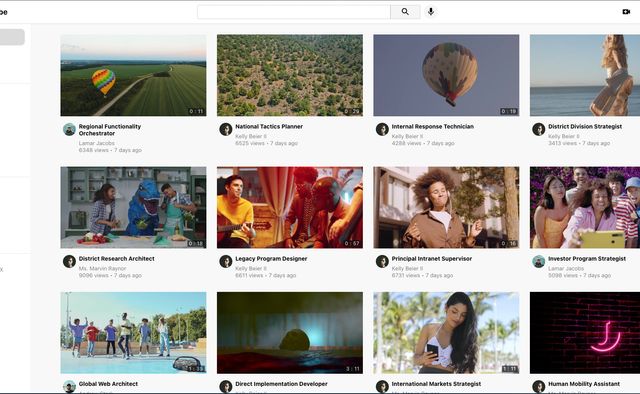 be
0:11
0:29
0:19
Regional Functionality
Orchestrator
Lamar Jacobs
6348 views • 7 days ago
National Tactics Planner
Kelly Beier II
6525 views • 7 days ago
Internal Response Technician
Kelly Beier II
4288 views • 7 days ago
District Division Strategist
Kelly Beier II
3413 views • 7 days ago
0:18
0:57
0:16
District Research Architect
Ms. Marvin Raynor
9096 views • 7 days ago
Legacy Program Designer
Kelly Beier II
6611 views • 7 days ago
Principal Intranet Supervisor
Kelly Beier II
6731 views • 7 days ago
Investor Program Strategist
Lamar Jacobs
5098 views • 7 days ago
3:11
1:11
Global Web Architect
Direct Implementation Developer
International Markets Strategist
Human Mobility Assistant